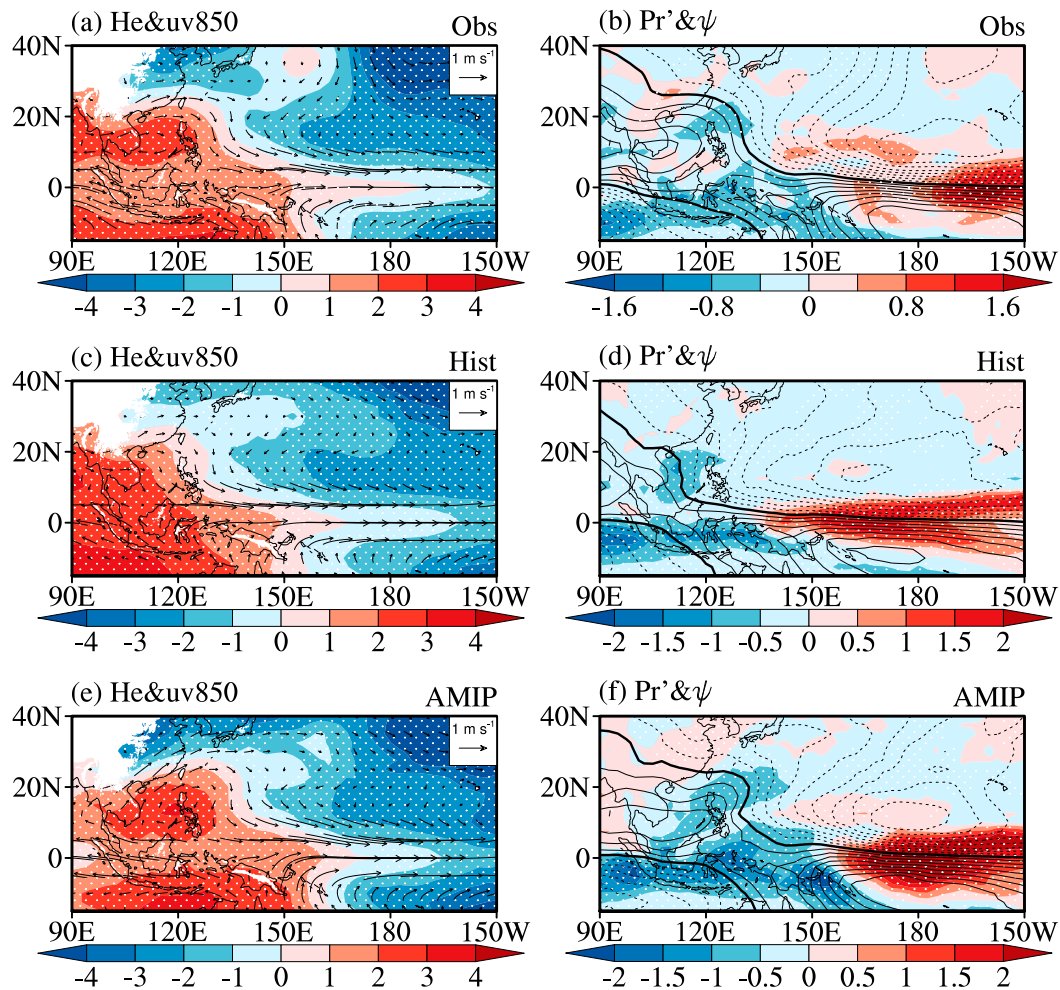 (a) He&uv850 Obs
(b) Pr'&ψ Obs
40N
1 m s⁻¹
20N
0
90E 120E 150E 180 150W
-4 -3 -2 -1 0 1 2 3 4
40N
20N
0
90E 120E 150E 180 150W
-1.6 -0.8 0 0.8 1.6
(c) He&uv850 Hist
(d) Pr'&ψ Hist
40N
1 m s⁻¹
20N
0
90E 120E 150E 180 150W
-4 -3 -2 -1 0 1 2 3 4
40N
20N
0
90E 120E 150E 180 150W
-2 -1.5 -1 -0.5 0 0.5 1 1.5 2
(e) He&uv850 AMIP
(f) Pr'&ψ AMIP
40N
1 m s⁻¹
20N
0
90E 120E 150E 180 150W
-4 -3 -2 -1 0 1 2 3 4
40N
20N
0
90E 120E 150E 180 150W
-2 -1.5 -1 -0.5 0 0.5 1 1.5 2